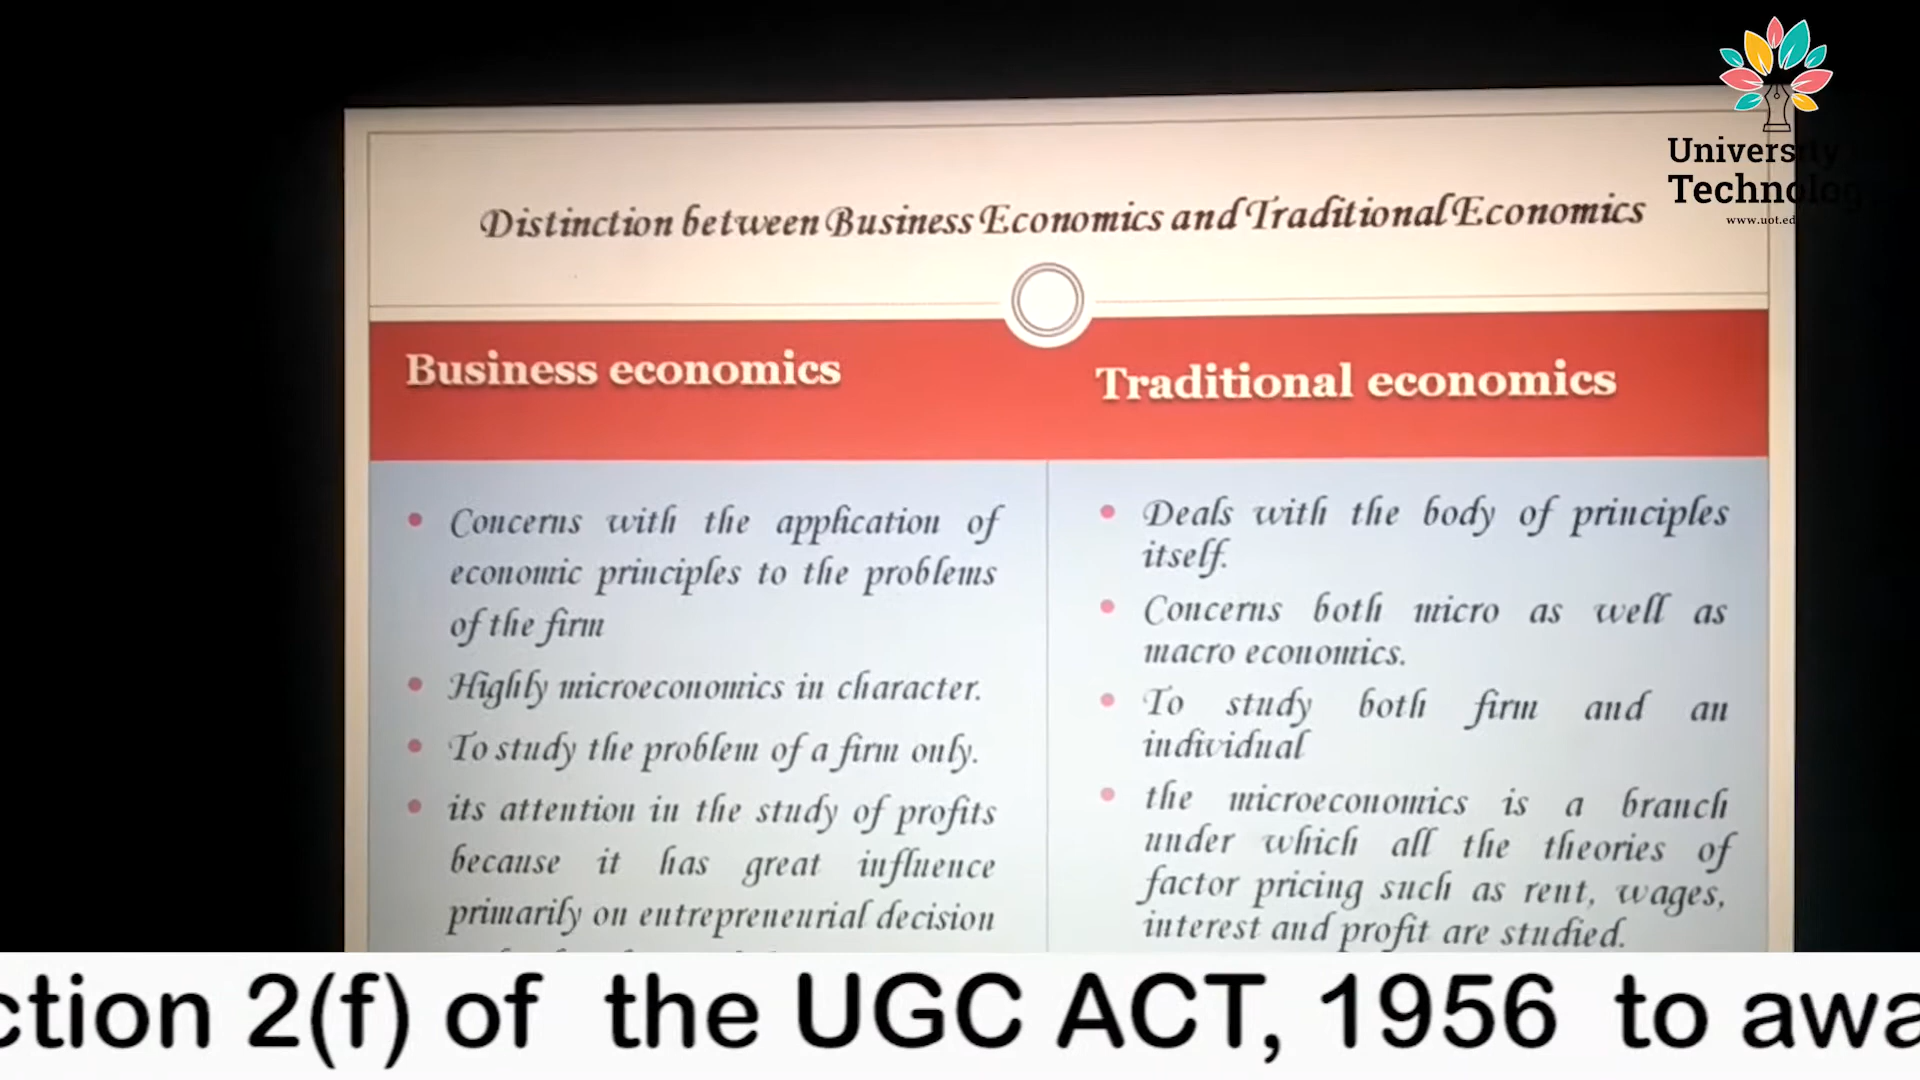 University
Technolog
www.uot.ed
Distinction between Business Economics and Traditional Economics
Business economics
Traditional economics
Concerns with the application of
economic principles to the problems
of the firm
Highly microeconomics in character.
To study the problem of a firm only.
its attention in the study of profits
because it has great influence
primarily on entrepreneurial decision
Deals with the body of principles
itself.
Concerns both micro as well as
macro economics.
To study both firm and an
individual
the microeconomics is a branch
under which all the theories of
factor pricing such as rent, wages,
interest and profit are studied.
ction 2(f) of the UGC ACT, 1956 to awa